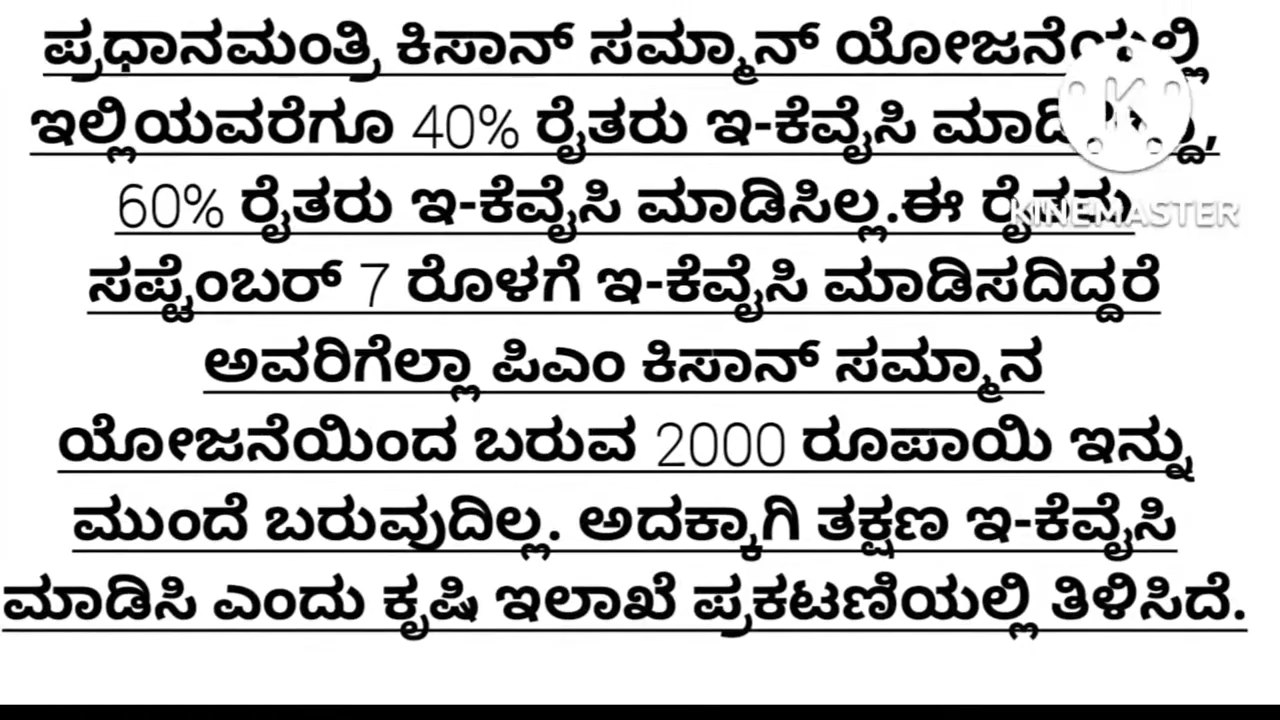 ಪ್ರಧಾನಮಂತ್ರಿ ಕಿಸಾನ್ ಸಮ್ಮಾನ್ ಯೋಜನೆಯಲ್ಲಿ
ಇಲ್ಲಿಯವರೆಗೂ 40% ರೈತರು ಇ-ಕೆವೈಸಿ
60% ರೈತರು ಇ-ಕೆವೈಸಿ ಮಾಡಿಸಿಲ್ಲ.ಈ ರೈತರು
KINEMASTER
ಸಪ್ಟೆಂಬರ್ 7 ರೊಳಗೆ ಇ-ಕೆವೈಸಿ ಮಾಡಿಸದಿದ್ದರೆ
ಅವರಿಗೆಲ್ಲಾ ಪಿಎಂ ಕಿಸಾನ್ ಸಮ್ಮಾನ
ಯೋಜನೆಯಿಂದ ಬರುವ 2000 ರೂಪಾಯಿ ಇನ್ನು
ಮುಂದೆ ಬರುವುದಿಲ್ಲ. ಅದಕ್ಕಾಗಿ ತಕ್ಷಣ ಇ-ಕೆವೈಸಿ
ಮಾಡಿಸಿ ಎಂದು ಕೃಷಿ ಇಲಾಖೆ ಪ್ರಕಟಣಿಯಲ್ಲಿ ತಿಳಿಸಿದೆ.